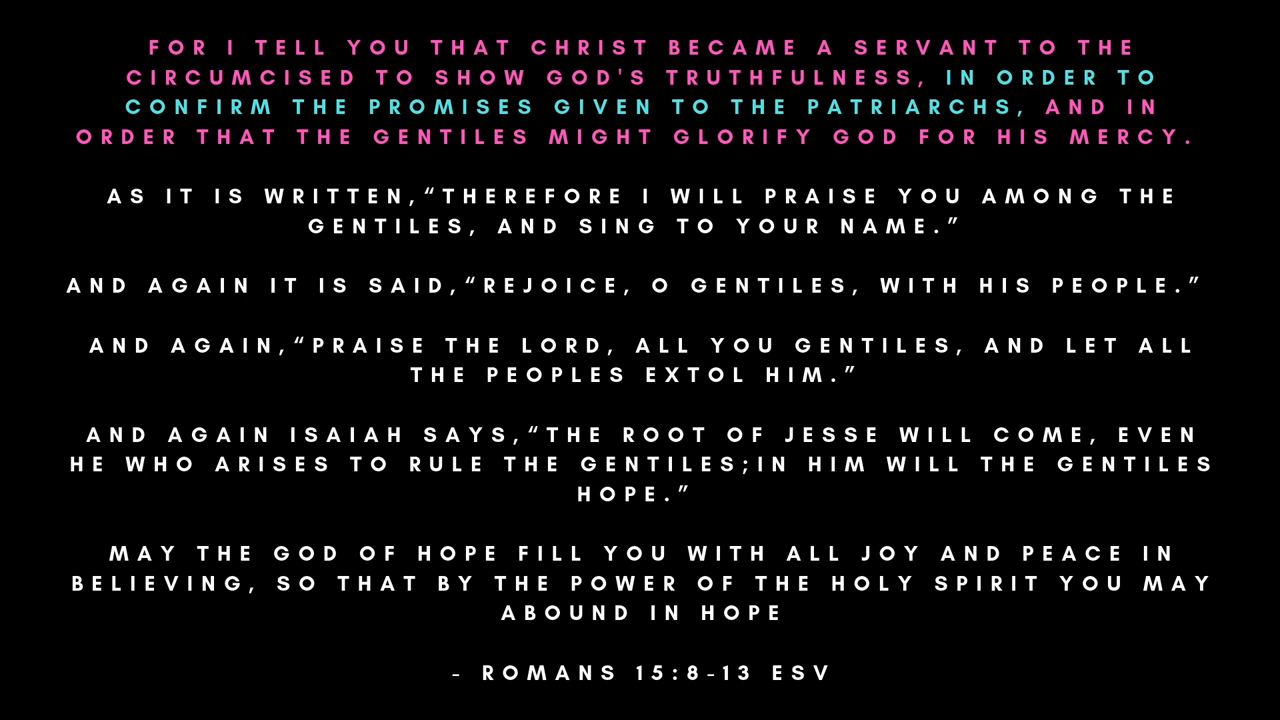 FOR I TELL YOU THAT CHRIST BECAME A SERVANT TO THE
CIRCUMCISED TO SHOW GOD'S TRUTHFULNESS, IN ORDER TO
CONFIRM THE PROMISES GIVEN TO THE PATRIARCHS, AND IN
ORDER THAT THE GENTILES MIGHT GLORIFY GOD FOR HIS MERCY.
AS IT IS WRITTEN,“THEREFORE I WILL PRAISE YOU AMONG THE
GENTILES, AND SING TO YOUR NAME.”
AND AGAIN IT IS SAID,“REJOICE, O GENTILES, WITH HIS PEOPLE.”
AND AGAIN,“PRAISE THE LORD, ALL YOU GENTILES, AND LET ALL
THE PEOPLES EXTOL HIM.”
AND AGAIN ISAIAH SAYS,“THE ROOT OF JESSE WILL COME, EVEN
HE WHO ARISES TO RULE THE GENTILES;IN HIM WILL THE GENTILES
HOPE.”
MAY THE GOD OF HOPE FILL YOU WITH ALL JOY AND PEACE IN
BELIEVING, SO THAT BY THE POWER OF THE HOLY SPIRIT YOU MAY
ABOUND IN HOPE
- ROMANS 15:8-13 ESV